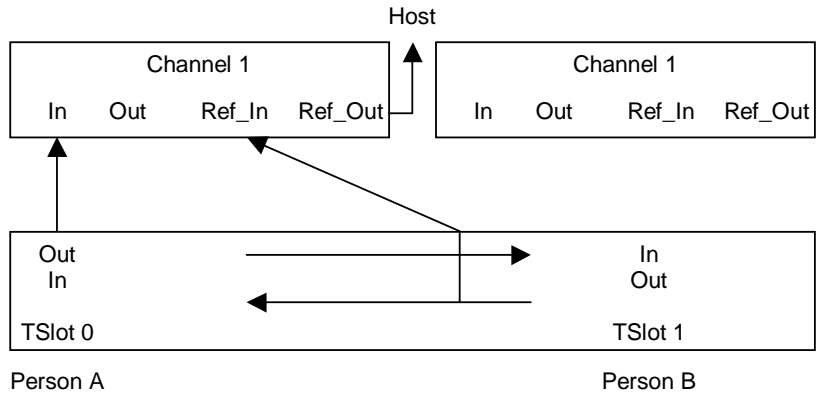 Host
Channel 1 Channel 1
In Out Ref_In Ref_Out In Out Ref_In Ref_Out
Out In
In Out
TSlot 0 TSlot 1
Person A Person B